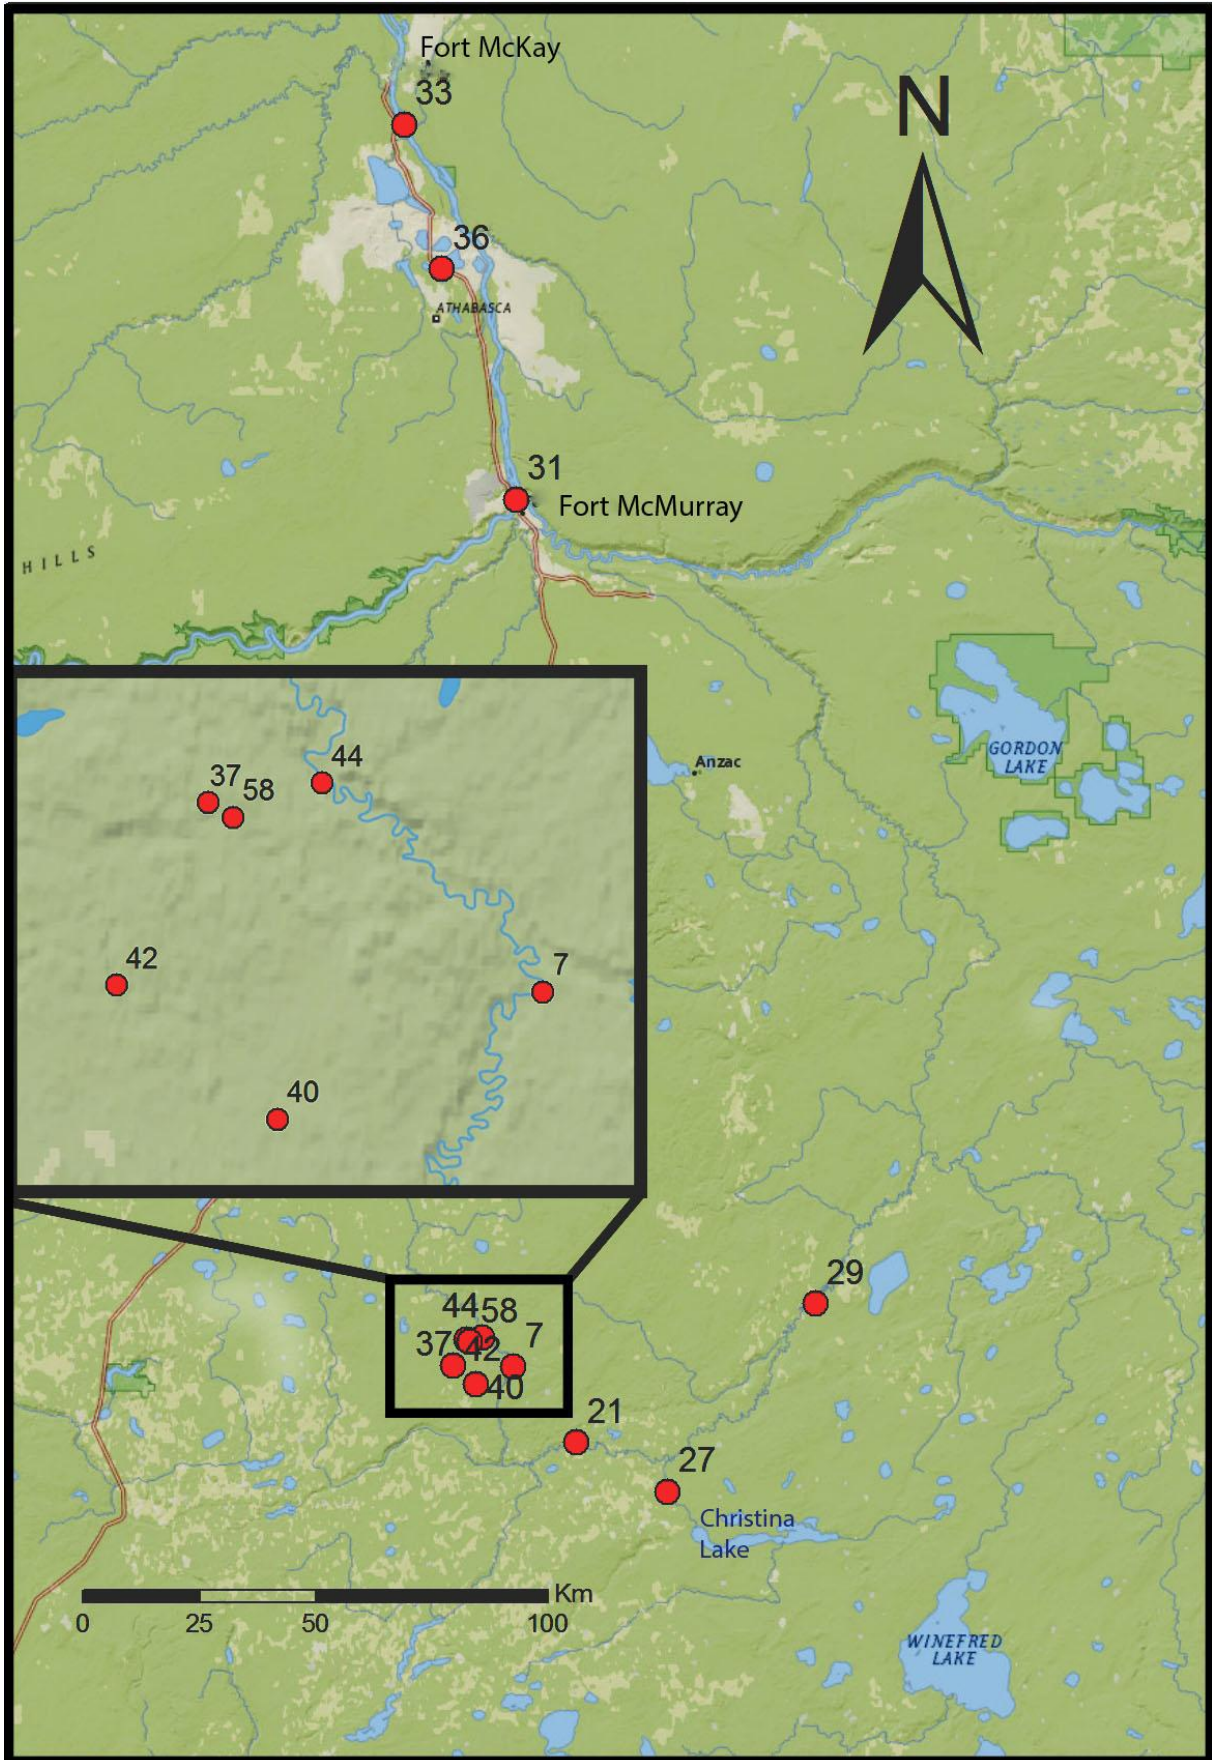 Fort McKay
33
N
36
ATHABASCA
31
Fort McMurray
HILLS
GORDON
LAKE
Anzac
44
37
58
42
7
40
29
44
58
37
42
7
40
21
27
Christina
Lake
Km
0 25 50 100
WINEFRED
LAKE